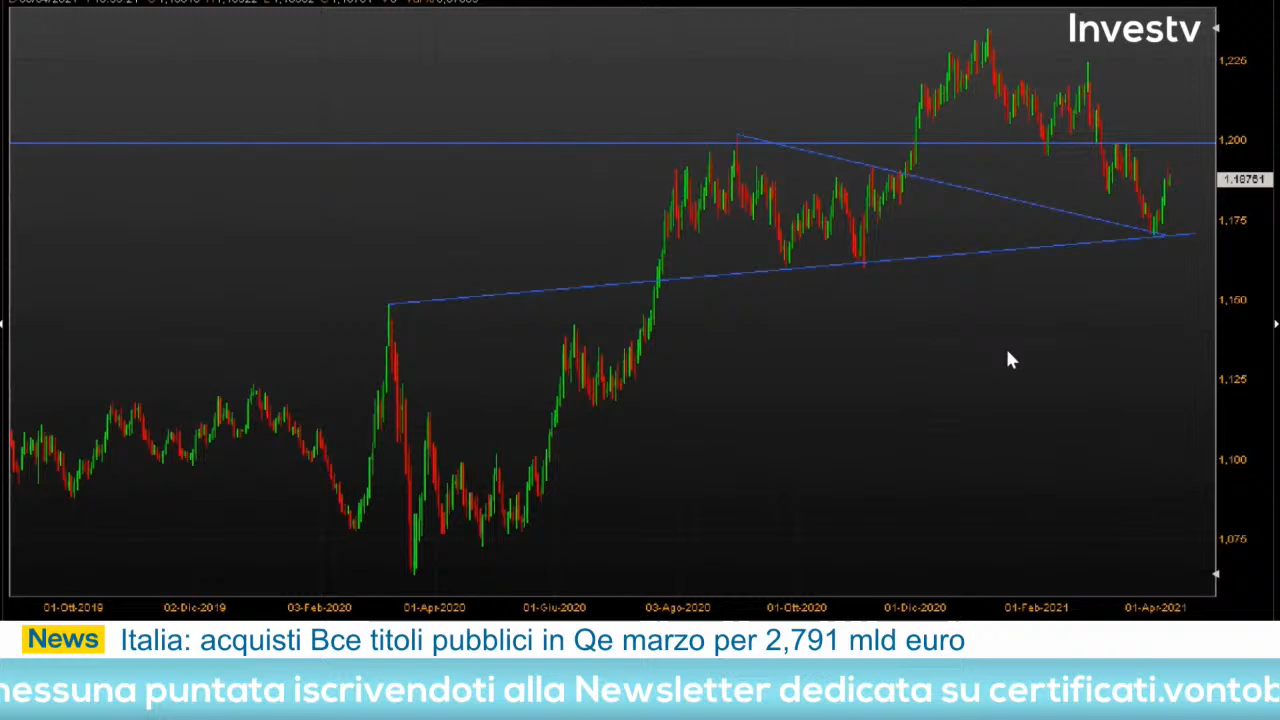 Investv
1,225
1,200
1.18761
1,175
1,150
1,125
1,100
1,075
01-Ott-2019 02-Dic-2019 03-Feb-2020 01-Apr-2020 01-Giu-2020 03-Ago-2020 01-Ott-2020 01-Dic-2020 01-Feb-2021 01-Apr-2021
News Italia: acquisti Bce titoli pubblici in Qe marzo per 2,791 mld euro
nessuna puntata iscrivendoti alla Newsletter dedicata su certificati.vontob